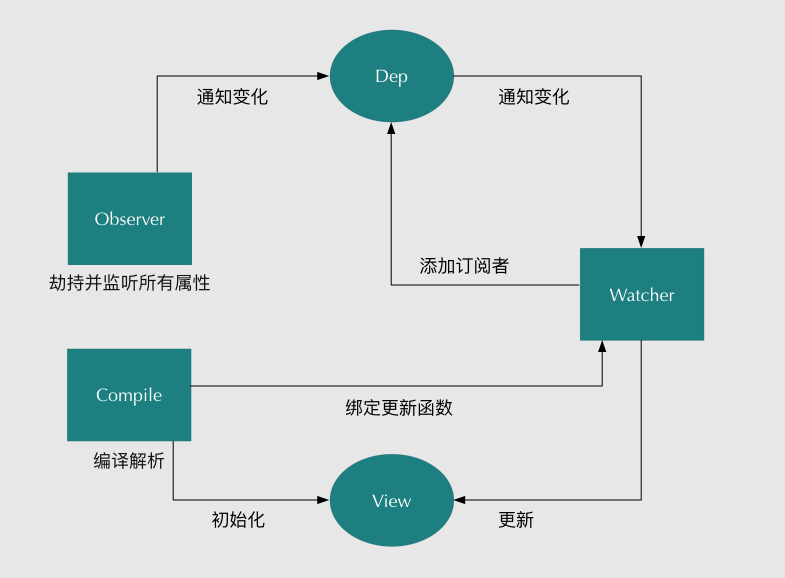 Dep
通知变化
通知变化
Observer
劫持并监听所有属性
添加订阅者
Watcher
Compile
绑定更新函数
编译解析
View
初始化
更新